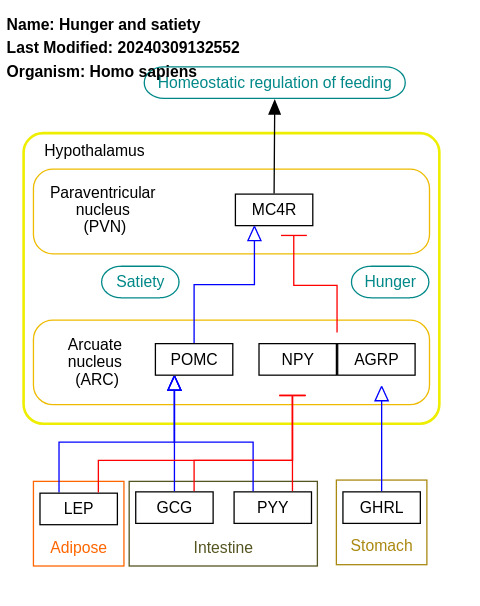 Name: Hunger and satiety
Last Modified: 20240309132552
Organism: Homo sapiens
Homeostatic regulation of feeding
Hypothalamus
Paraventricular
nucleus
(PVN)
MC4R
Satiety
Hunger
Arcuate
nucleus
(ARC)
POMC
NPY
AGRP
LEP
GCG
PYY
GHRL
Adipose
Intestine
Stomach